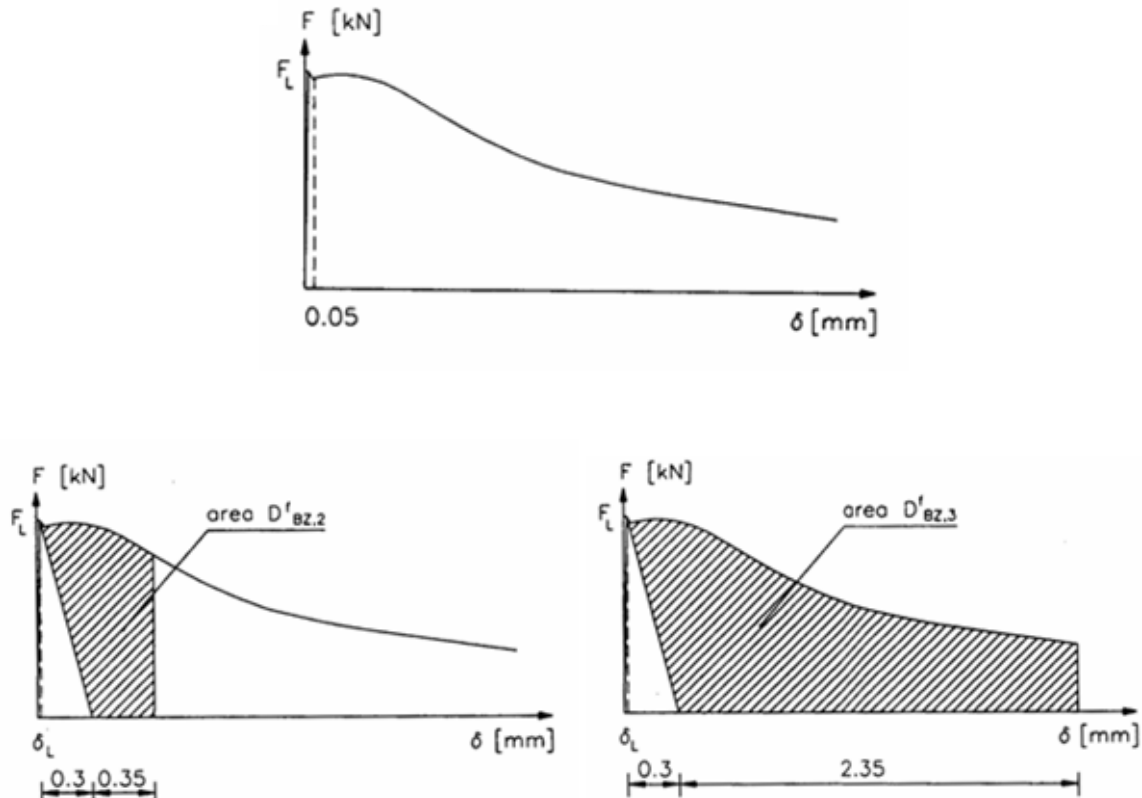 F [kN]
F_L
0.05
δ [mm]
F [kN]
F_L
area D^f_BZ,2
δ_L
δ [mm]
0.3 0.35
F [kN]
F_L
area D^f_BZ,3
δ_L
δ [mm]
0.3 2.35